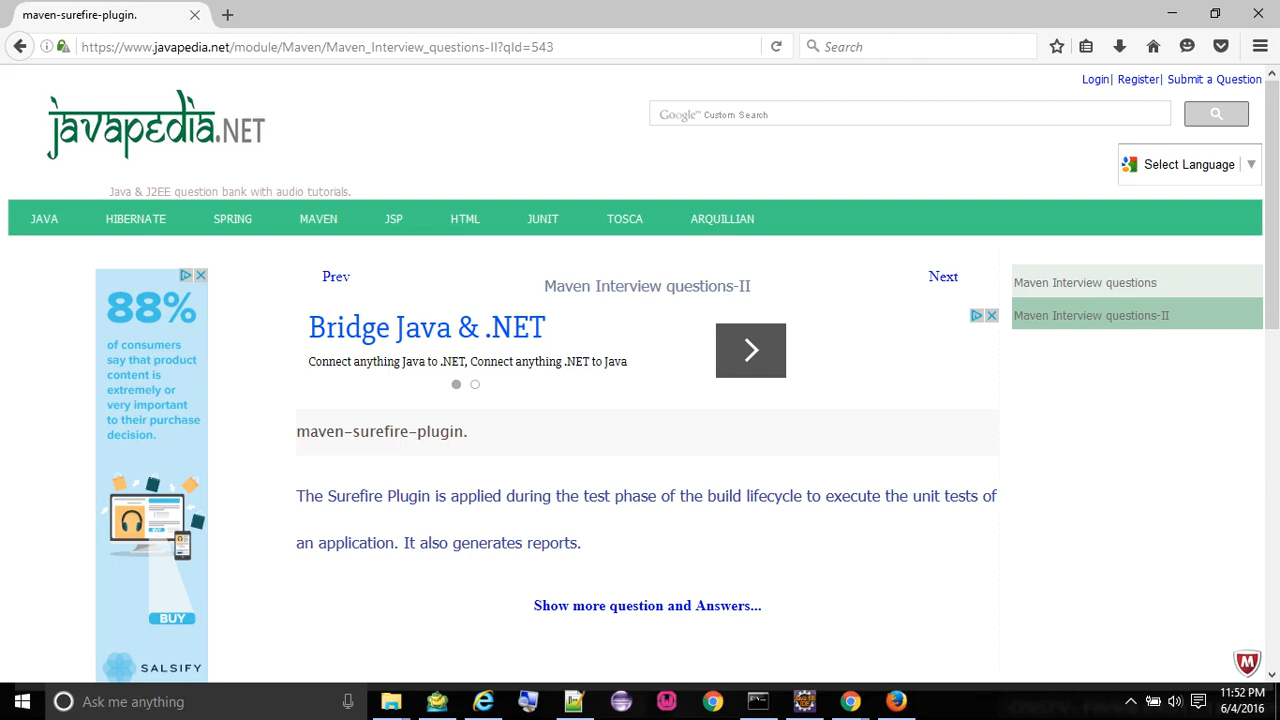 maven-surefire-plugin.
https://www.javapedia.net/module/Maven/Maven_Interview_questions-II?qId=543
Search
Login| Register| Submit a Question
javapedia.NET
Google™ Custom Search
Select Language
Java & J2EE question bank with audio tutorials.
JAVA HIBERNATE SPRING MAVEN JSP HTML JUNIT TOSCA ARQUILLIAN
88%
of consumers
say that product
content is
extremely or
very important
to their purchase
decision.
BUY
SALSIFY
Prev
Maven Interview questions-II
Next
Bridge Java & .NET
Connect anything Java to .NET, Connect anything .NET to Java
maven-surefire-plugin.
The Surefire Plugin is applied during the test phase of the build lifecycle to execute the unit tests of
an application. It also generates reports.
Show more question and Answers...
Maven Interview questions
Maven Interview questions-II
Ask me anything
11:52 PM
6/4/2016